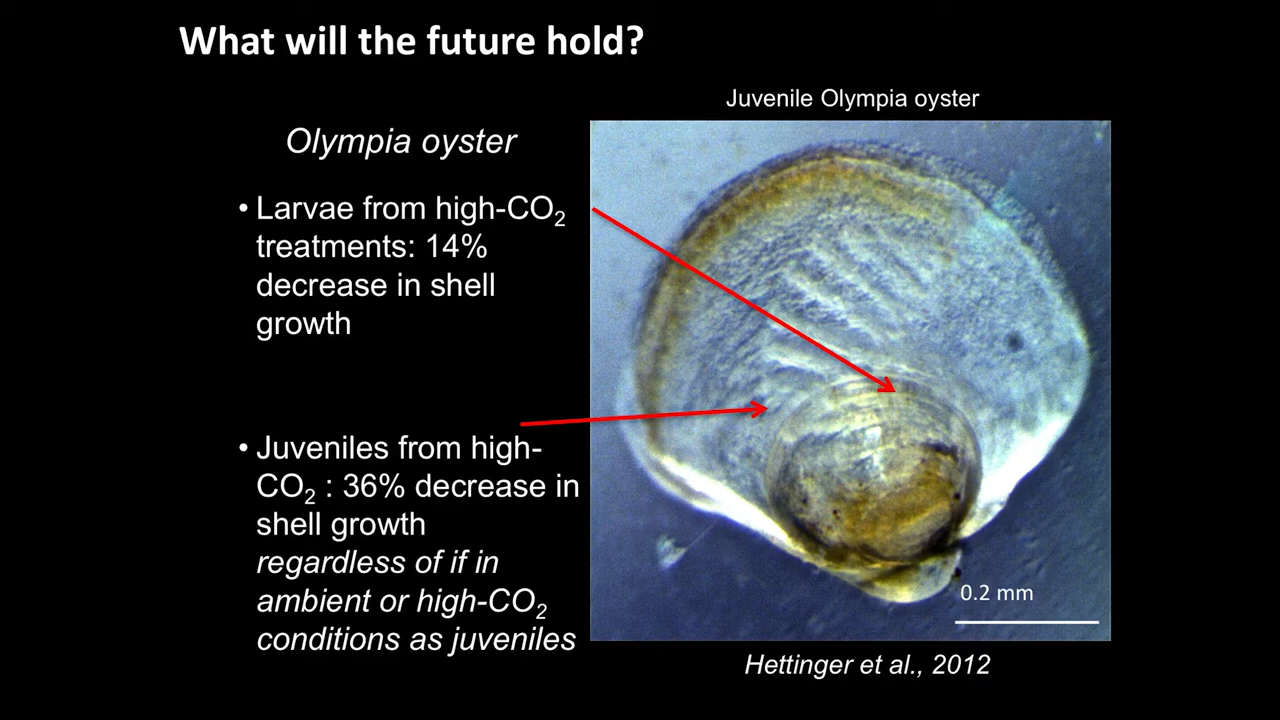 What will the future hold?
Juvenile Olympia oyster
Olympia oyster
• Larvae from high-CO₂
treatments: 14%
decrease in shell
growth
• Juveniles from high-
CO₂ : 36% decrease in
shell growth
regardless of if in
ambient or high-CO₂
conditions as juveniles
0.2 mm
Hettinger et al., 2012